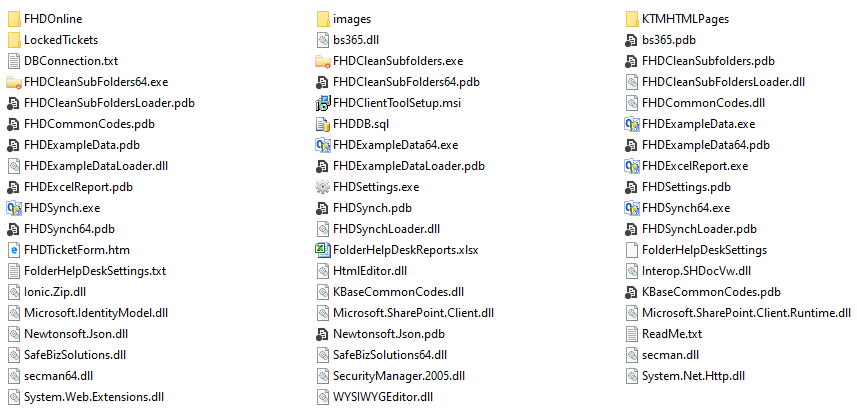 FHDOnline
images
KTMHTMLPages
LockedTickets
bs365.dll
bs365.pdb
DBConnection.txt
FHDCleanSubfolders.exe
FHDCleanSubfolders.pdb
FHDCleanSubFolders64.exe
FHDCleanSubFolders64.pdb
FHDCleanSubFoldersLoader.dll
FHDCleanSubFoldersLoader.pdb
FHDClientToolSetup.msi
FHDCommonCodes.dll
FHDCommonCodes.pdb
FHDDB.sql
FHDExampleData.exe
FHDExampleData.pdb
FHDExampleData64.exe
FHDExampleData64.pdb
FHDExampleDataLoader.dll
FHDExampleDataLoader.pdb
FHDExcelReport.exe
FHDExcelReport.pdb
FHDSettings.exe
FHDSettings.pdb
FHDSynch.exe
FHDSynch.pdb
FHDSynch64.exe
FHDSynch64.pdb
FHDSynchLoader.dll
FHDSynchLoader.pdb
FHDTicketForm.htm
FolderHelpDeskReports.xlsx
FolderHelpDeskSettings
FolderHelpDeskSettings.txt
HtmlEditor.dll
Interop.SHDocVw.dll
Ionic.Zip.dll
KBaseCommonCodes.dll
KBaseCommonCodes.pdb
Microsoft.IdentityModel.dll
Microsoft.SharePoint.Client.dll
Microsoft.SharePoint.Client.Runtime.dll
Newtonsoft.Json.dll
Newtonsoft.Json.pdb
ReadMe.txt
SafeBizSolutions.dll
SafeBizSolutions64.dll
secman.dll
secman64.dll
SecurityManager.2005.dll
System.Net.Http.dll
System.Web.Extensions.dll
WYSIWYGEditor.dll